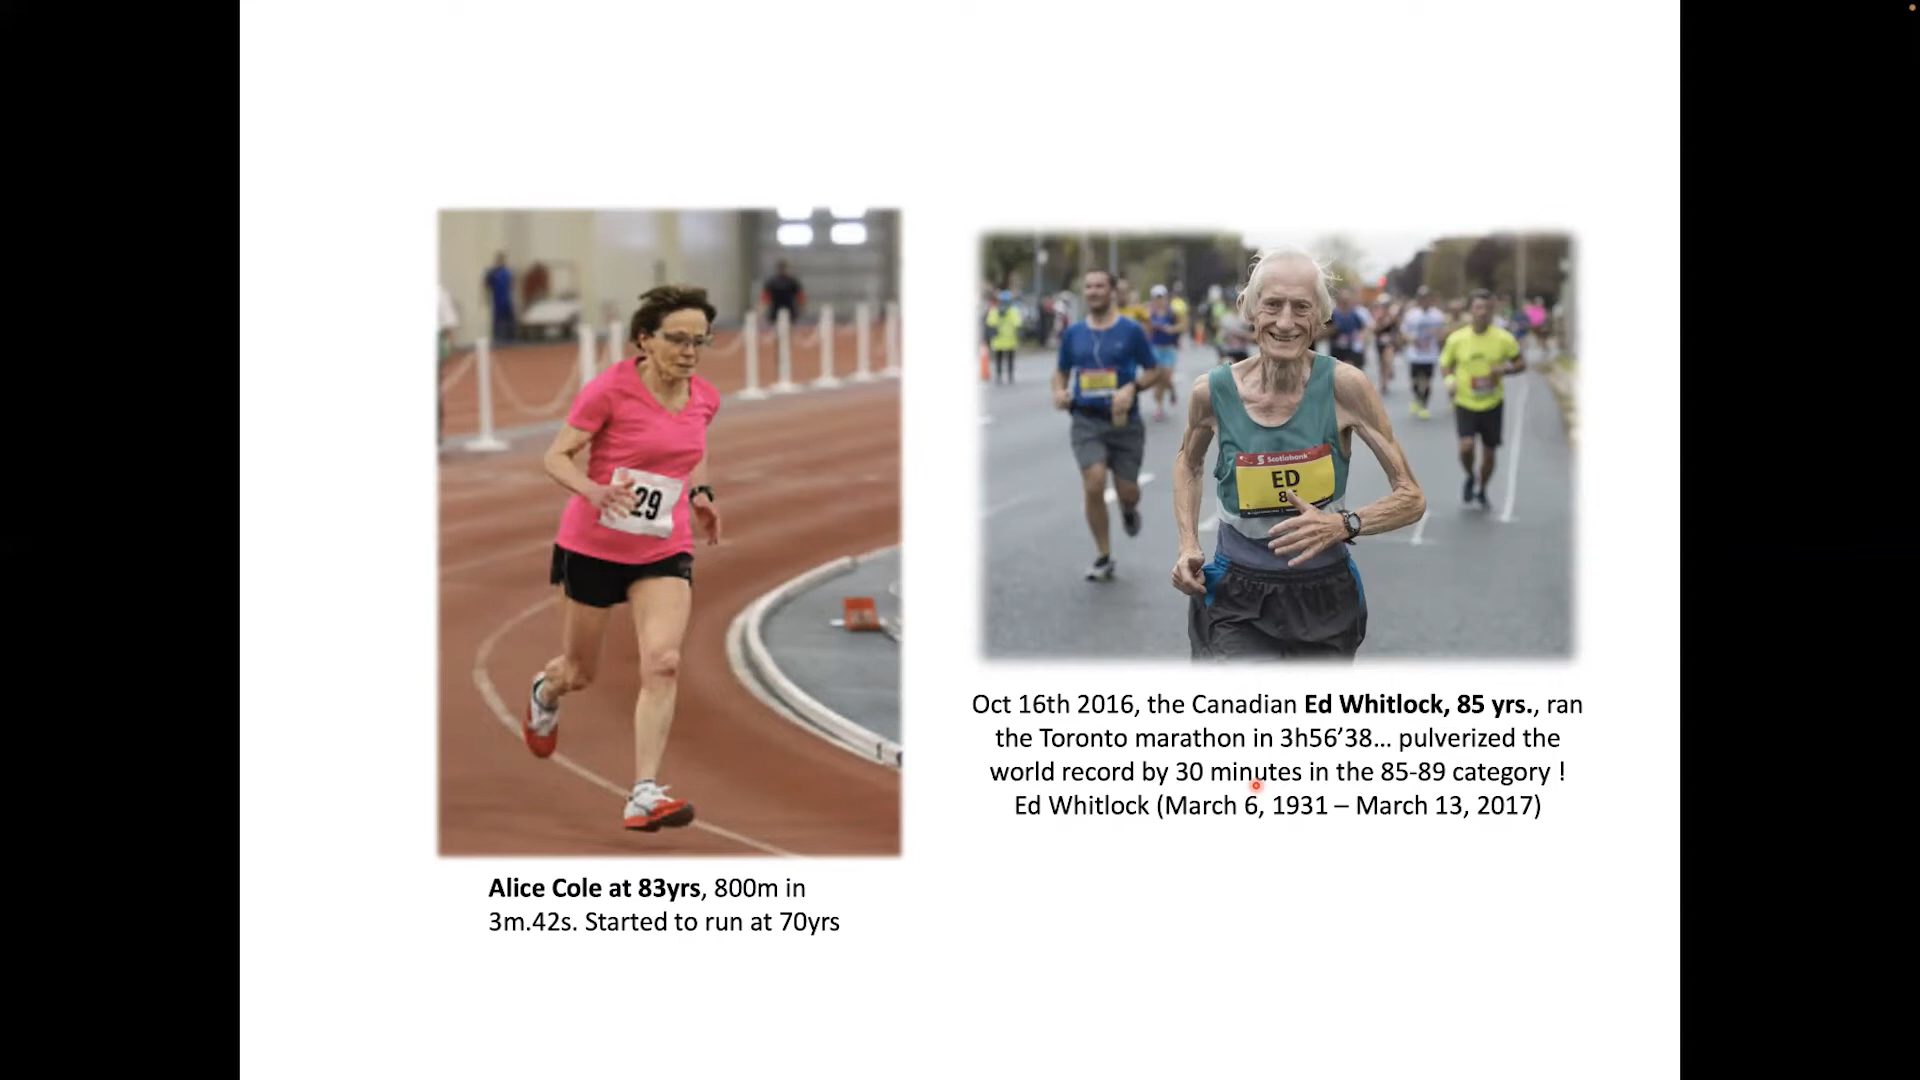 29
Scotiabank
ED
Alice Cole at 83yrs, 800m in
3m.42s. Started to run at 70yrs
Oct 16th 2016, the Canadian Ed Whitlock, 85 yrs., ran
the Toronto marathon in 3h56’38... pulverized the
world record by 30 minutes in the 85-89 category !
Ed Whitlock (March 6, 1931 – March 13, 2017)